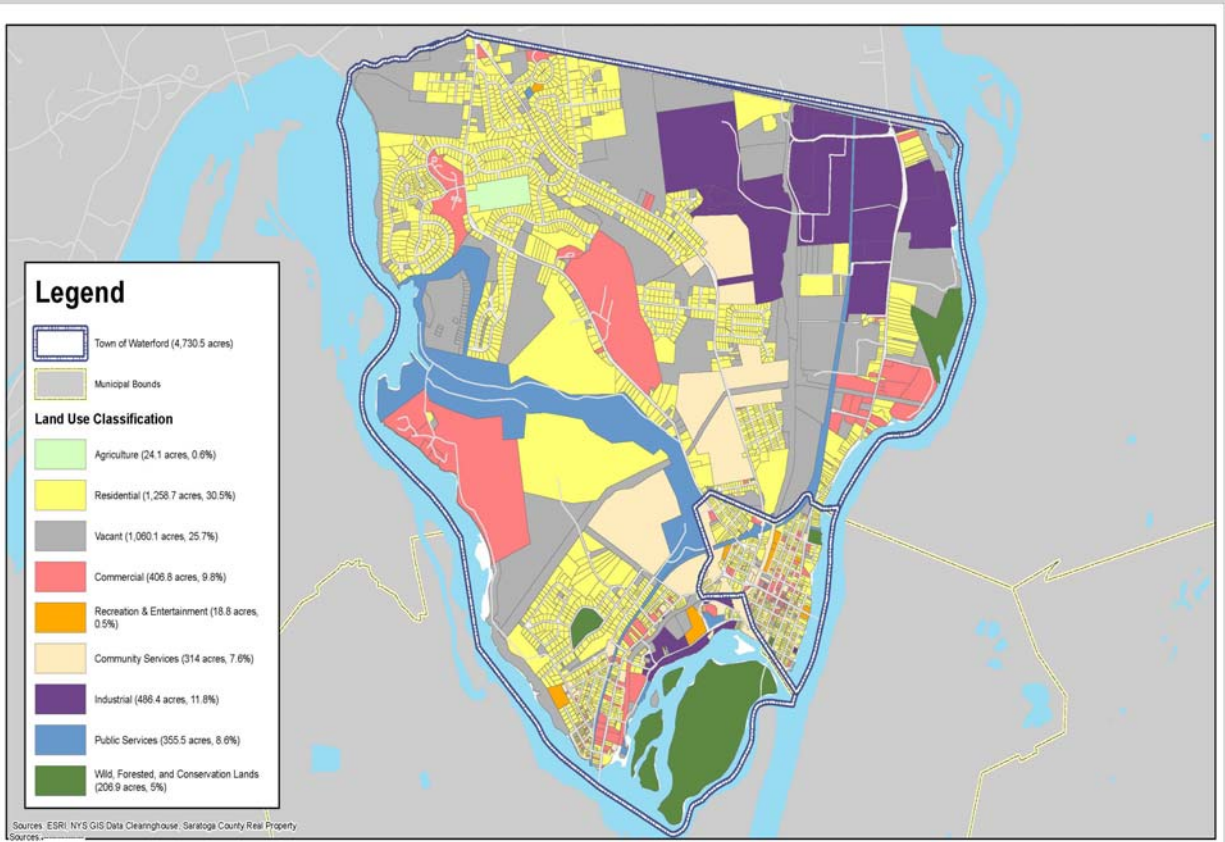 Legend
Town of Waterford (4,730.5 acres)
Municipal Bounds
Land Use Classification
Agriculture (24.1 acres, 0.6%)
Residential (1,258.7 acres, 30.5%)
Vacant (1,060.1 acres, 25.7%)
Commercial (406.8 acres, 9.8%)
Recreation & Entertainment (18.8 acres,
0.5%)
Community Services (314 acres, 7.6%)
Industrial (486.4 acres, 11.8%)
Public Services (355.5 acres, 8.6%)
Wild, Forested, and Conservation Lands
(206.9 acres, 5%)
Sources: ESRI, NYS GIS Data Clearinghouse, Saratoga County Real Property
Sources: